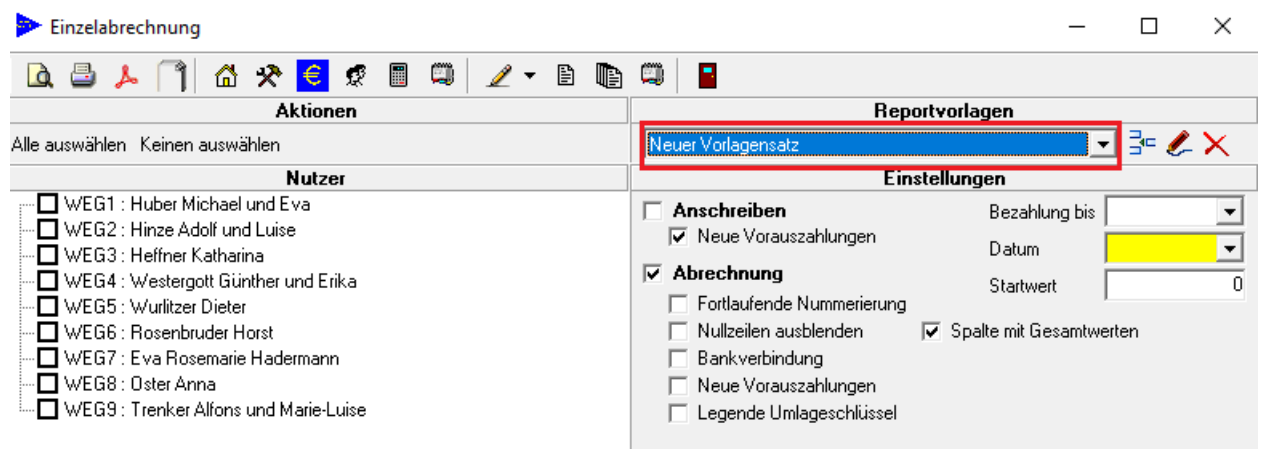 Einzelabrechnung
Aktionen
Reportvorlagen
Alle auswählen Keinen auswählen
Neuer Vorlagensatz
Nutzer
Einstellungen
WEG1 : Huber Michael und Eva
WEG2 : Hinze Adolf und Luise
WEG3 : Heffner Katharina
WEG4 : Westergott Günther und Erika
WEG5 : Wurlitzer Dieter
WEG6 : Rosenbruder Horst
WEG7 : Eva Rosemarie Hadermann
WEG8 : Oster Anna
WEG9 : Trenker Alfons und Marie-Luise
Anschreiben
Bezahlung bis
Neue Vorauszahlungen
Datum
Abrechnung
Startwert 0
Fortlaufende Nummerierung
Nullzeilen ausblenden Spalte mit Gesamtwerten
Bankverbindung
Neue Vorauszahlungen
Legende Umlageschlüssel